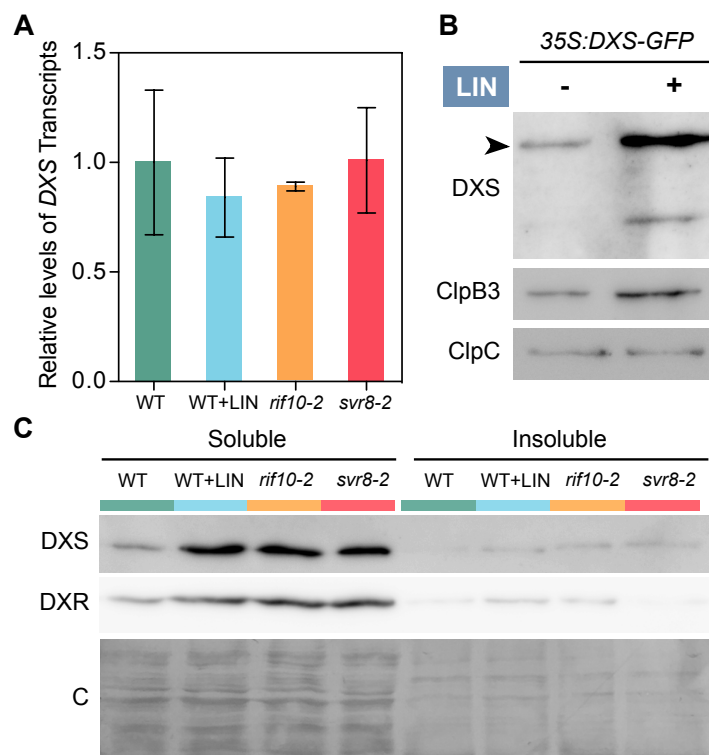 A
Relative levels of DXS Transcripts
1.5
1.0
0.5
0.0
WT WT+LIN rif10-2 svr8-2
B
35S:DXS-GFP
LIN - +
DXS
ClpB3
ClpC
C
Soluble Insoluble
WT WT+LIN rif10-2 svr8-2 WT WT+LIN rif10-2 svr8-2
DXS
DXR
C